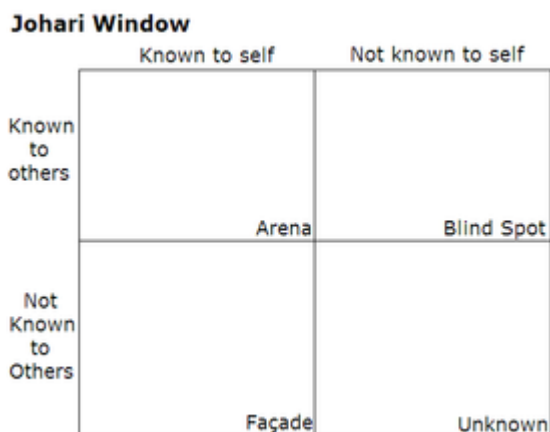 Johari Window
Known to self
Not known to self
Known
to
others
Arena
Blind Spot
Not
Known
to
Others
Façade
Unknown